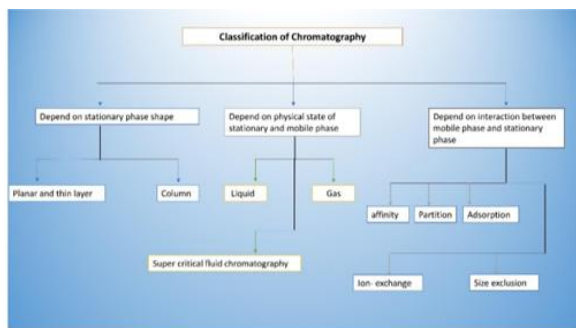 Classification of Chromatography
Depend on stationary phase shape
Depend on physical state of
stationary and mobile phase
Depend on interaction between
mobile phase and stationary
phase
Planar and thin layer
Column
Liquid
Gas
affinity
Partition
Adsorption
Super critical fluid chromatography
Ion- exchange
Size exclusion